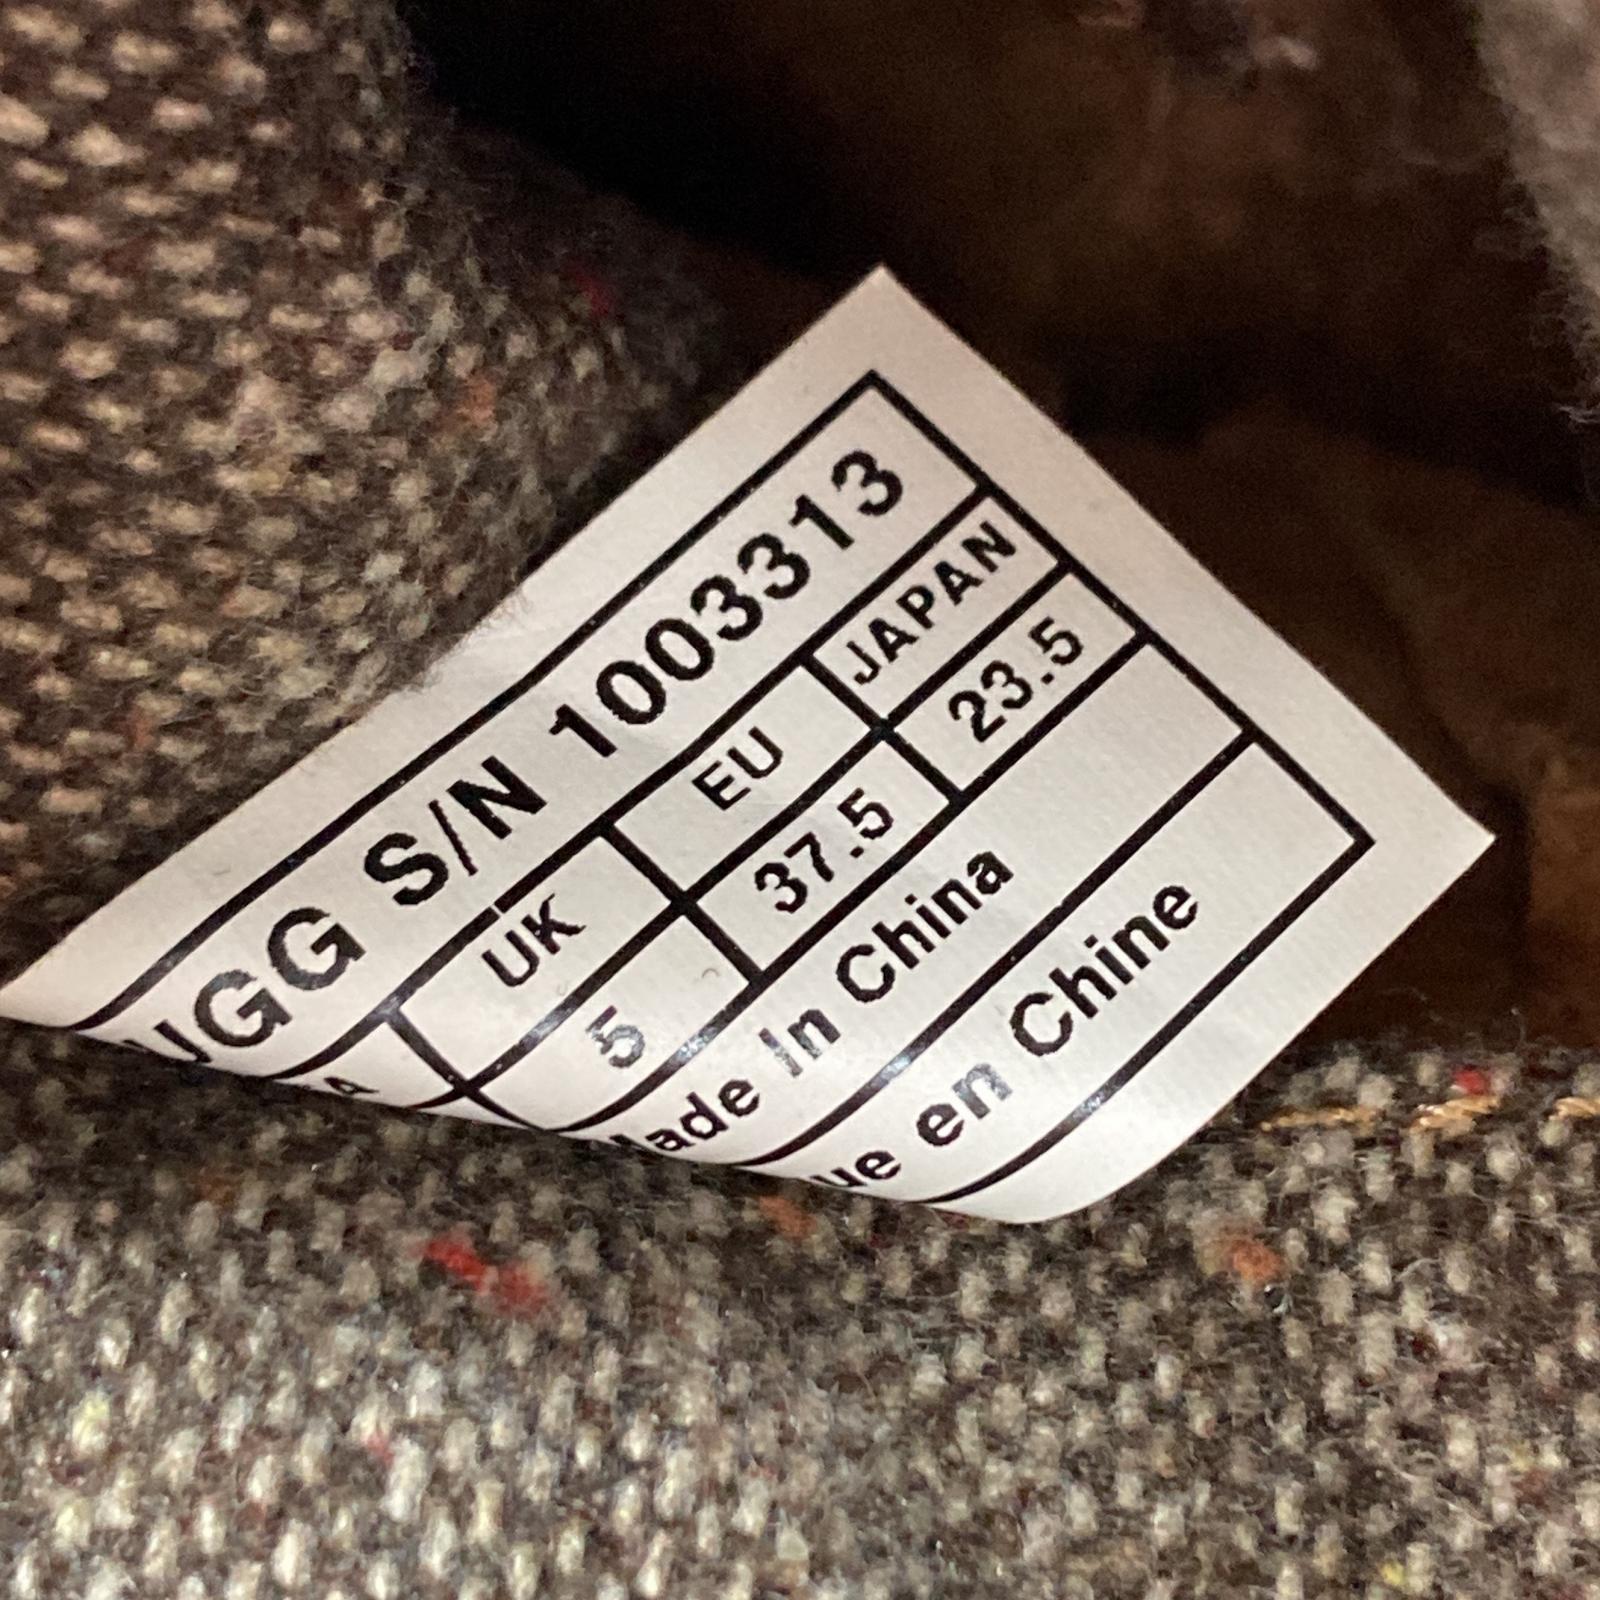 UGG S/N 1003313
UK EU JAPAN
5 37.5 23.5
Made In China
en Chine